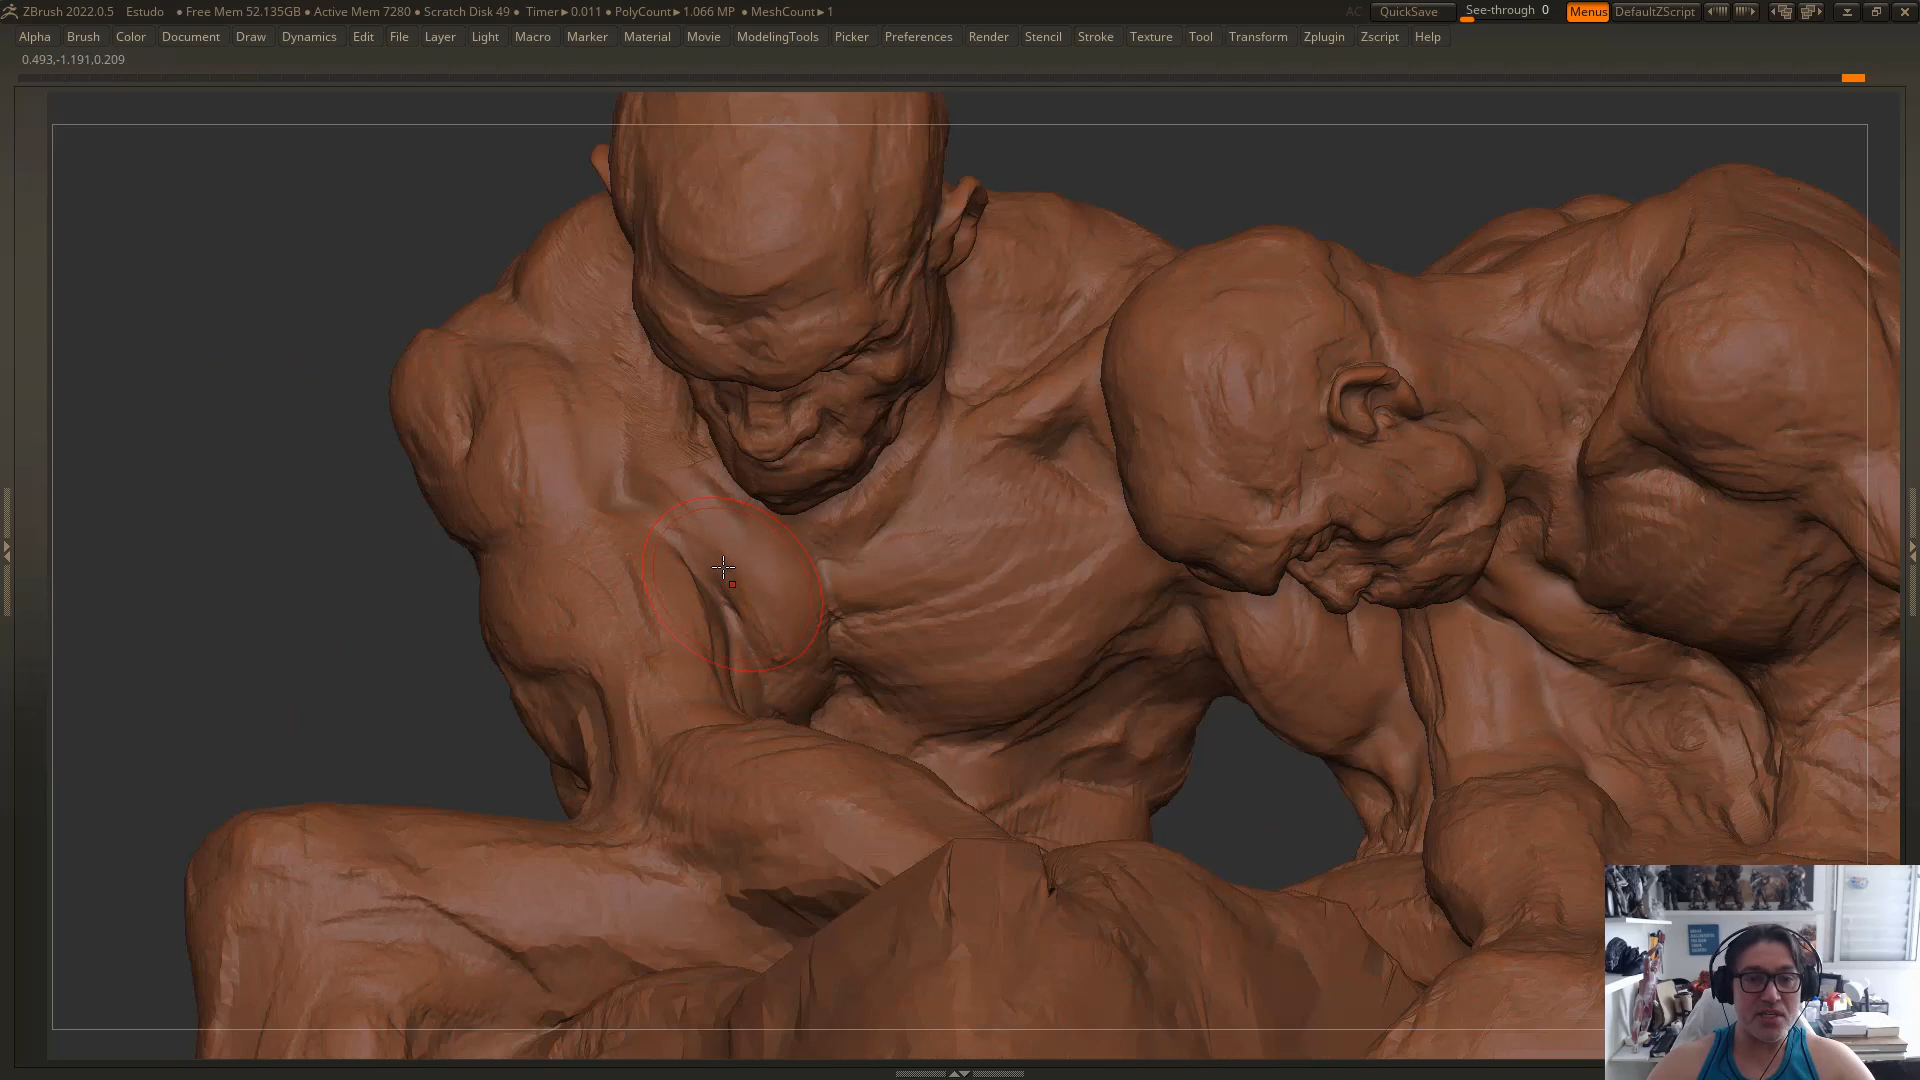 ZBrush 2022.0.5 Estudo ● Free Mem 52.135GB ● Active Mem 7280 ● Scratch Disk 49 ● Timer►0.011 ● PolyCount►1.066 MP ● MeshCount►1 AC QuickSave See-through 0 Menus DefaultZScript
Alpha Brush Color Document Draw Dynamics Edit File Layer Light Macro Marker Material Movie ModelingTools Picker Preferences Render Stencil Stroke Texture Tool Transform Zplugin Zscript Help
0.493,-1.191,0.209